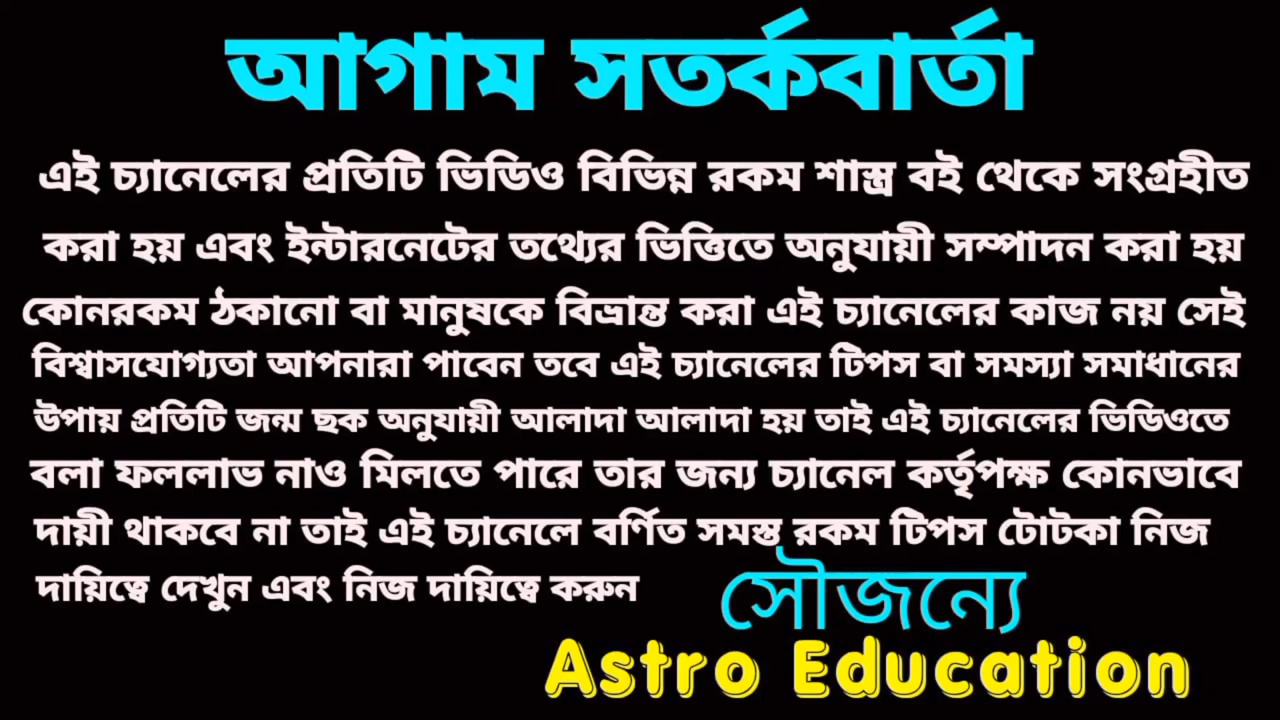 আগাম সতর্কবার্তা
এই চ্যানেলের প্রতিটি ভিডিও বিভিন্ন রকম শাস্ত্র বই থেকে সংগ্রহীত
করা হয় এবং ইন্টারনেটের তথ্যের ভিত্তিতে অনুযায়ী সম্পাদন করা হয়
কোনরকম ঠকানো বা মানুষকে বিভ্রান্ত করা এই চ্যানেলের কাজ নয় সেই
বিশ্বাসযোগ্যতা আপনারা পাবেন তবে এই চ্যানেলের টিপস বা সমস্যা সমাধানের
উপায় প্রতিটি জন্ম ছক অনুযায়ী আলাদা আলাদা হয় তাই এই চ্যানেলের ভিডিওতে
বলা ফললাভ নাও মিলতে পারে তার জন্য চ্যানেল কর্তৃপক্ষ কোনভাবে
দায়ী থাকবে না তাই এই চ্যানেলে বর্ণিত সমস্ত রকম টিপস টোটকা নিজ
দায়িত্বে দেখুন এবং নিজ দায়িত্বে করুন
সৌজন্যে
Astro Education